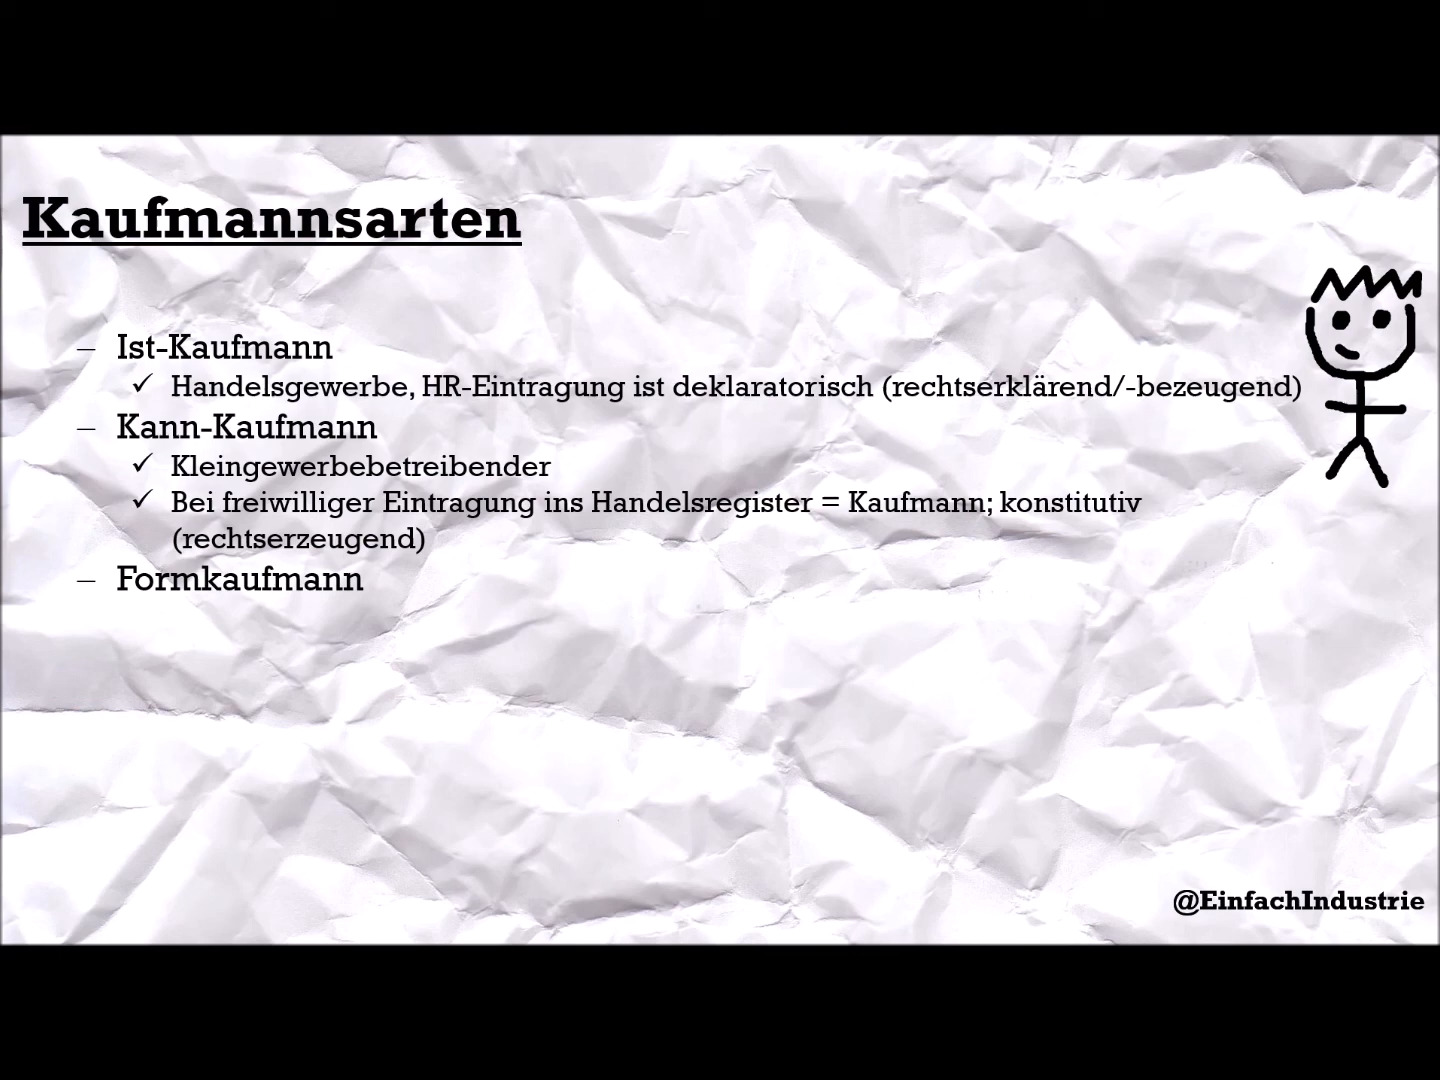 Kaufmannsarten
– Ist-Kaufmann
✓ Handelsgewerbe, HR-Eintragung ist deklaratorisch (rechtserklärend/-bezeugend)
– Kann-Kaufmann
✓ Kleingewerbebetreibender
✓ Bei freiwilliger Eintragung ins Handelsregister = Kaufmann; konstitutiv
(rechtserzeugend)
– Formkaufmann
@EinfachIndustrie